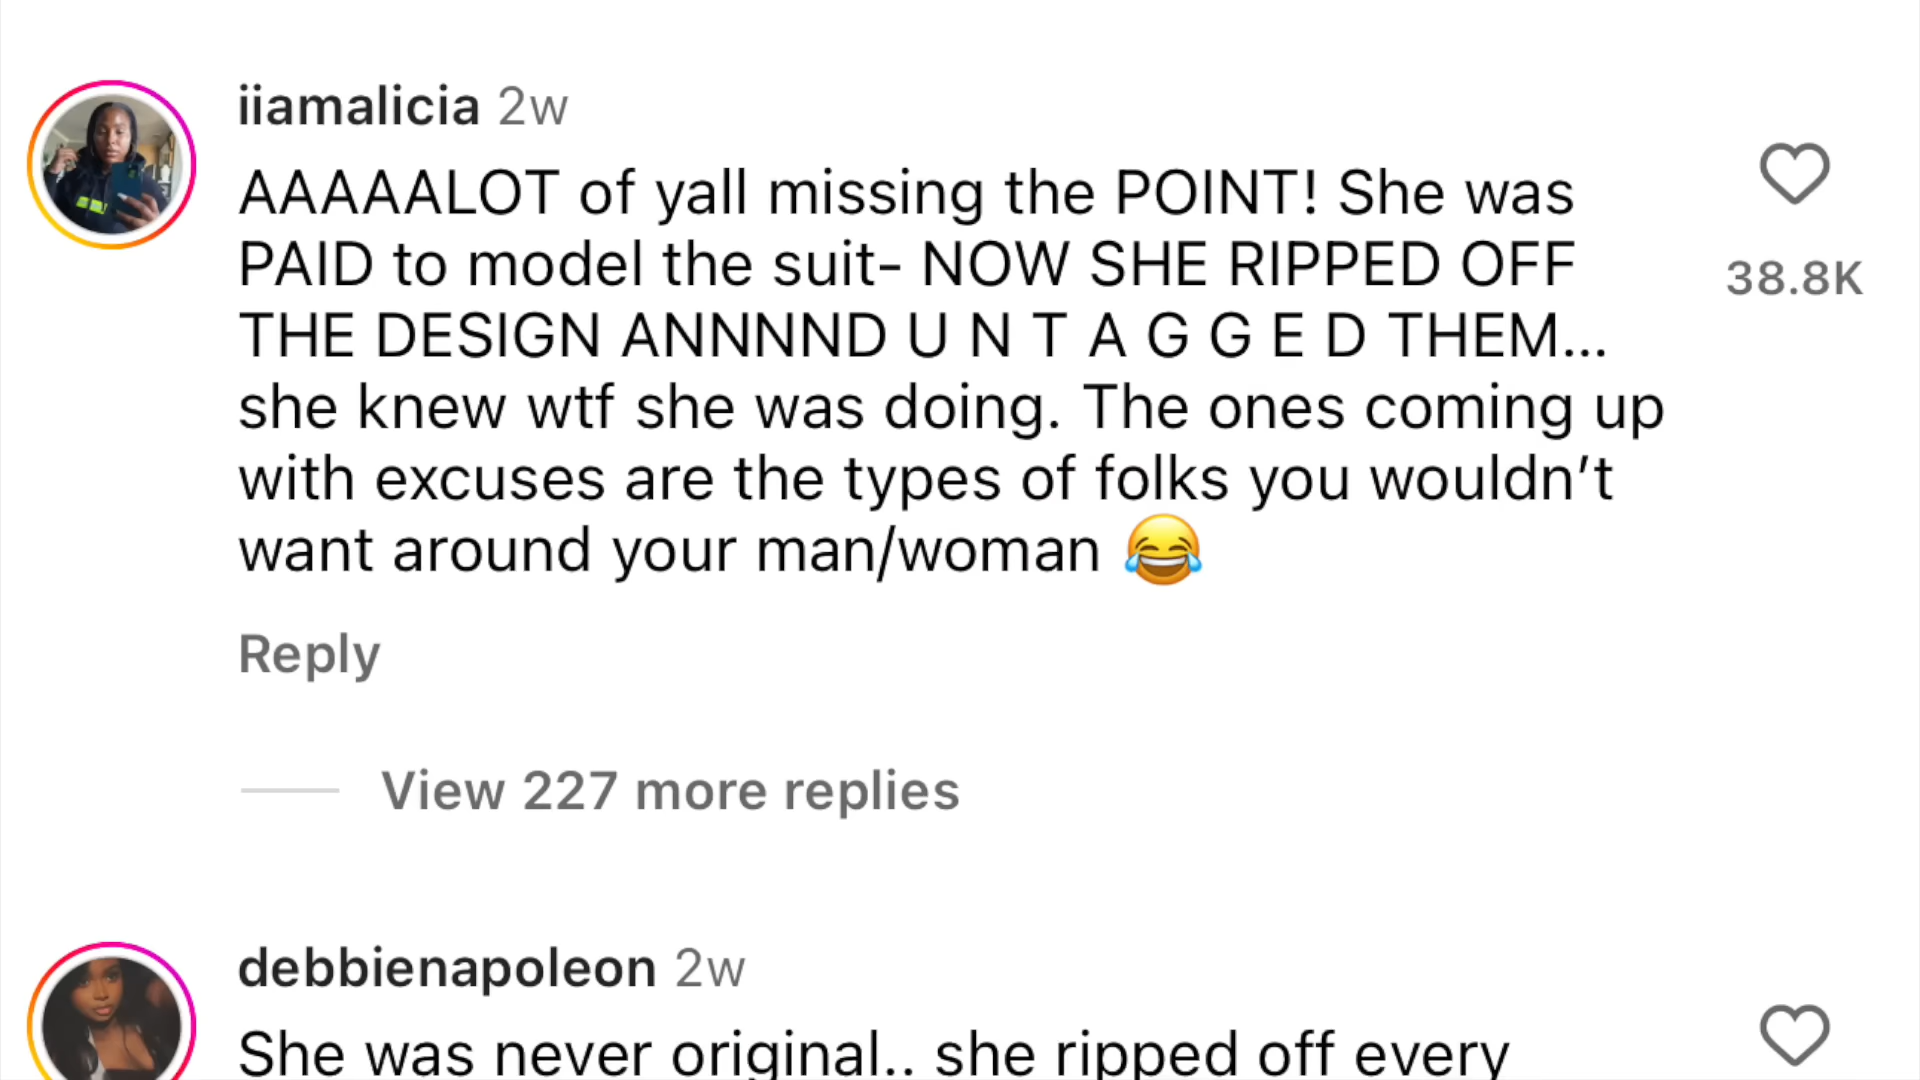 iiamalicia 2w
AAAAALOT of yall missing the POINT! She was
PAID to model the suit- NOW SHE RIPPED OFF
THE DESIGN ANNNND U N T A G G E D THEM...
she knew wtf she was doing. The ones coming up
with excuses are the types of folks you wouldn’t
want around your man/woman 😂
38.8K
Reply
View 227 more replies
debbienapoleon 2w
She was never original.. she ripped off every